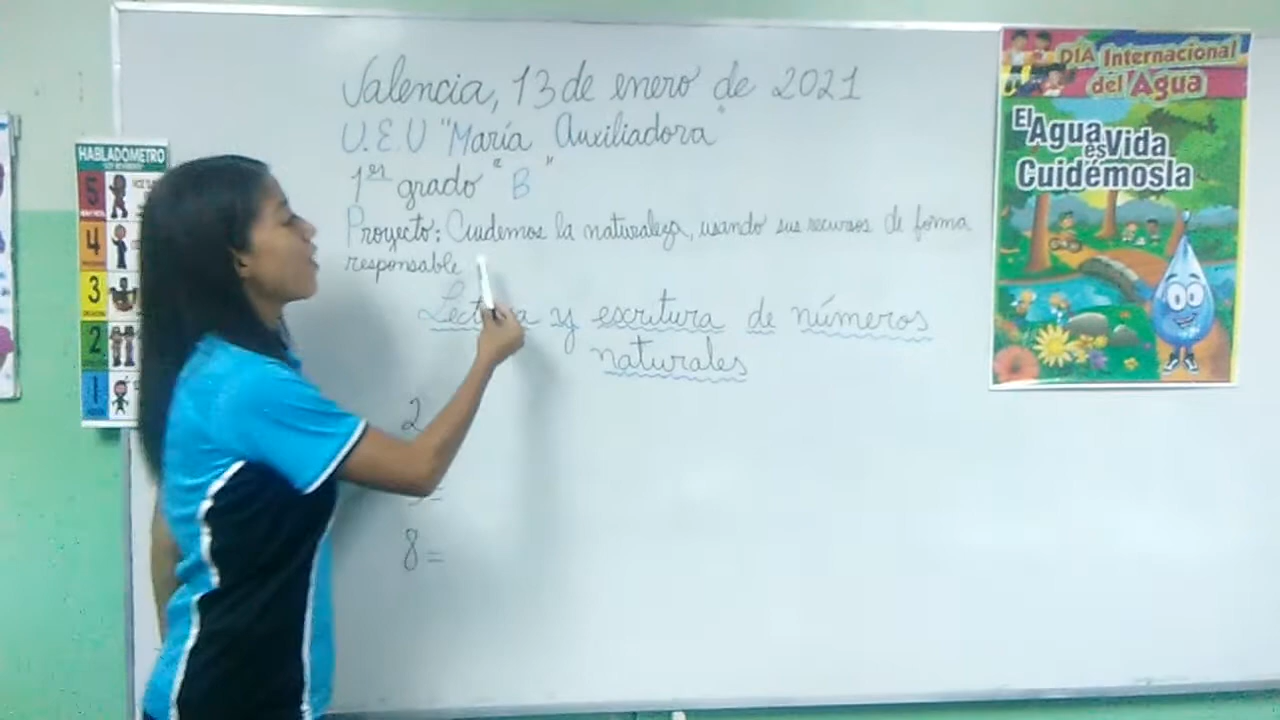 Valencia, 13 de enero de 2021
U.E.U "María Auxiliadora"
1er grado "B"
Proyecto: Cuidemos la naturaleza, usando sus recursos de forma
responsable
Lectura y escritura de números
naturales
2
8 =
HABLADOMETRO
5
4
3
2
1
DÍA Internacional
del Agua
El
Agua
es Vida
Cuidémosla